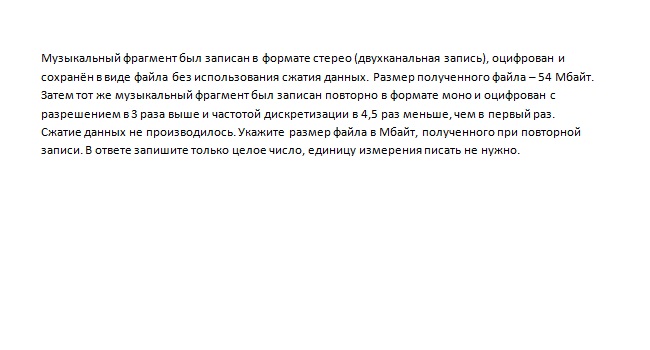 Музыкальный фрагмент был записан в формате стерео (двухканальная запись), оцифрован и
сохранён в виде файла без использования сжатия данных. Размер полученного файла – 54 Мбайт.
Затем тот же музыкальный фрагмент был записан повторно в формате моно и оцифрован с
разрешением в 3 раза выше и частотой дискретизации в 4,5 раз меньше, чем в первый раз.
Сжатие данных не производилось. Укажите размер файла в Мбайт, полученного при повторной
записи. В ответе запишите только целое число, единицу измерения писать не нужно.